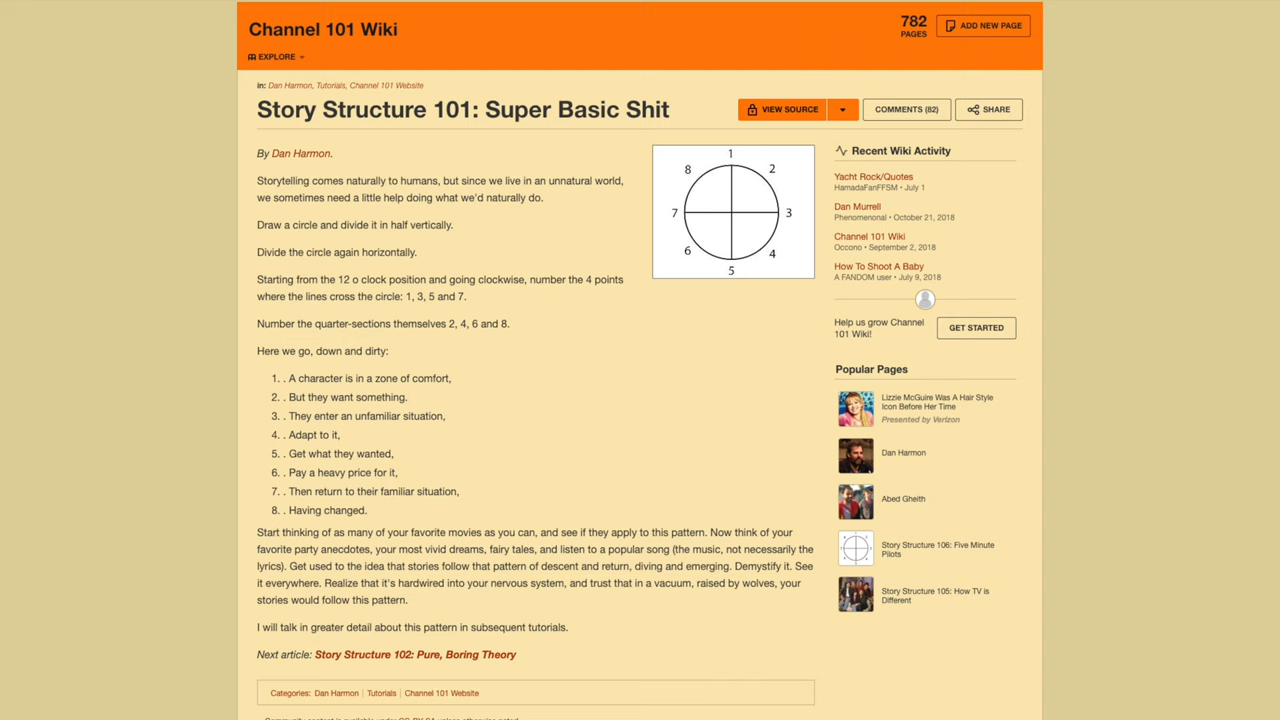 Channel 101 Wiki
782
PAGES
ADD NEW PAGE
EXPLORE
in: Dan Harmon, Tutorials, Channel 101 Website
Story Structure 101: Super Basic Shit
VIEW SOURCE
COMMENTS (82)
SHARE
By Dan Harmon.
Storytelling comes naturally to humans, but since we live in an unnatural world,
we sometimes need a little help doing what we'd naturally do.
Draw a circle and divide it in half vertically.
Divide the circle again horizontally.
Starting from the 12 o clock position and going clockwise, number the 4 points
where the lines cross the circle: 1, 3, 5 and 7.
Number the quarter-sections themselves 2, 4, 6 and 8.
Here we go, down and dirty:
1. . A character is in a zone of comfort,
2. . But they want something.
3. . They enter an unfamiliar situation,
4. . Adapt to it,
5. . Get what they wanted,
6. . Pay a heavy price for it,
7. . Then return to their familiar situation,
8. . Having changed.
1
2
3
4
5
6
7
8
Start thinking of as many of your favorite movies as you can, and see if they apply to this pattern. Now think of your
favorite party anecdotes, your most vivid dreams, fairy tales, and listen to a popular song (the music, not necessarily the
lyrics). Get used to the idea that stories follow that pattern of descent and return, diving and emerging. Demystify it. See
it everywhere. Realize that it's hardwired into your nervous system, and trust that in a vacuum, raised by wolves, your
stories would follow this pattern.
I will talk in greater detail about this pattern in subsequent tutorials.
Next article: Story Structure 102: Pure, Boring Theory
Categories: Dan Harmon | Tutorials | Channel 101 Website
Recent Wiki Activity
Yacht Rock/Quotes
HamadaFanFFSM • July 1
Dan Murrell
Phenomenonal • October 21, 2018
Channel 101 Wiki
Occono • September 2, 2018
How To Shoot A Baby
A FANDOM user • July 9, 2018
Help us grow Channel
101 Wiki!
GET STARTED
Popular Pages
Lizzie McGuire Was A Hair Style
Icon Before Her Time
Presented by Verizon
Dan Harmon
Abed Gheith
Story Structure 106: Five Minute
Pilots
Story Structure 105: How TV is
Different